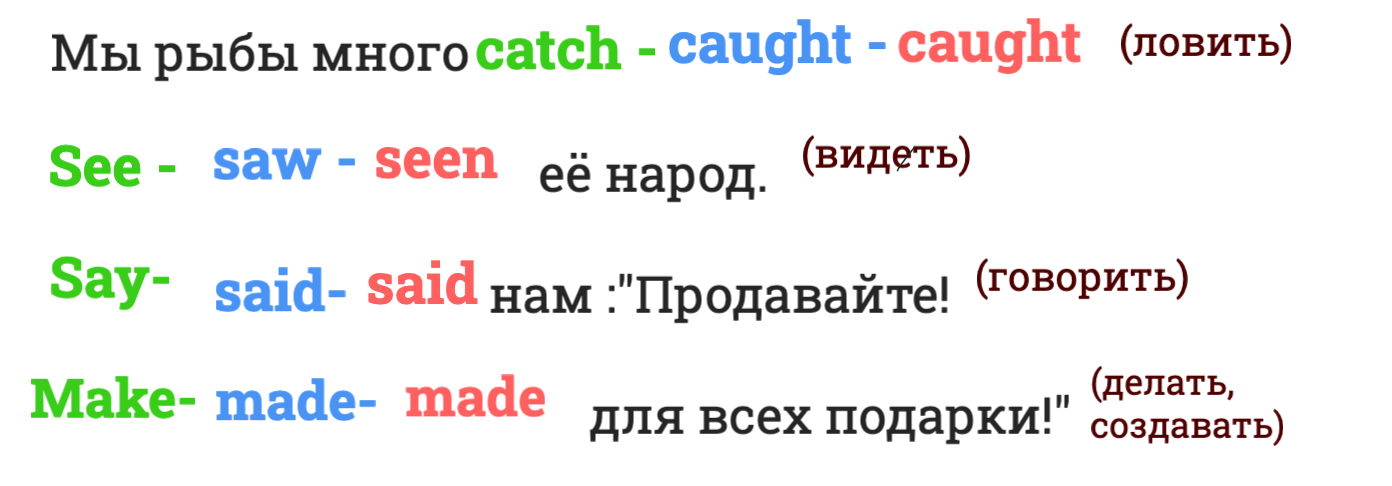 Мы рыбы много catch - caught - caught (ловить)
See - saw - seen её народ. (видеть)
Say- said- said нам :"Продавайте! (говорить)
Make- made- made для всех подарки!" (делать,
создавать)